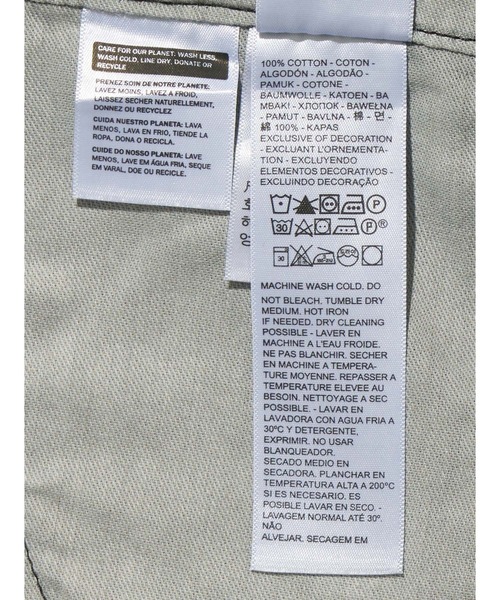 CARE FOR OUR PLANET: WASH LESS,
WASH COLD, LINE DRY, DONATE OR
RECYCLE
PRENEZ SOIN DE NOTRE PLANETE:
LAVEZ MOINS, LAVEZ A FROID,
LAISSEZ SECHER NATURELLEMENT,
DONNEZ OU RECYCLEZ
CUIDA NUESTRO PLANETA: LAVA
MENOS, LAVA EN FRIO, TIENDE LA
ROPA, DONA O RECICLA.
CUIDE DO NOSSO PLANETA: LAVE
MENOS, LAVE EM ÁGUA FRIA, SEQUE
EM VARAL, DOE OU RECICLE.
100% COTTON - COTON -
ALGODÓN - ALGODÃO -
PAMUK - COTONE -
BAUMWOLLE - KATOEN - BA
MBAKI - ХЛОПОК - BAWEŁNA
- PAMUT - BAVLNA - 棉 - 면 -
綿 100% - KAPAS
EXCLUSIVE OF DECORATION
- EXCLUANT L'ORNEMENTA-
TION - EXCLUYENDO
ELEMENTOS DECORATIVOS -
EXCLUINDO DECORAÇÃO
P
30 P
30
MACHINE WASH COLD. DO
NOT BLEACH. TUMBLE DRY
MEDIUM. HOT IRON
IF NEEDED. DRY CLEANING
POSSIBLE - LAVER EN
MACHINE A L'EAU FROIDE.
NE PAS BLANCHIR. SECHER
EN MACHINE A TEMPERA-
TURE MOYENNE. REPASSER A
TEMPERATURE ELEVEE AU
BESOIN. NETTOYAGE A SEC
POSSIBLE. - LAVAR EN
LAVADORA CON AGUA FRIA A
30°C Y DETERGENTE,
EXPRIMIR. NO USAR
BLANQUEADOR.
SECADO MEDIO EN
SECADORA. PLANCHAR EN
TEMPERATURA ALTA A 200°C
SI ES NECESARIO. ES
POSIBLE LAVAR EN SECO. -
LAVAGEM NORMAL ATÉ 30°.
NÃO
ALVEJAR. SECAGEM EM